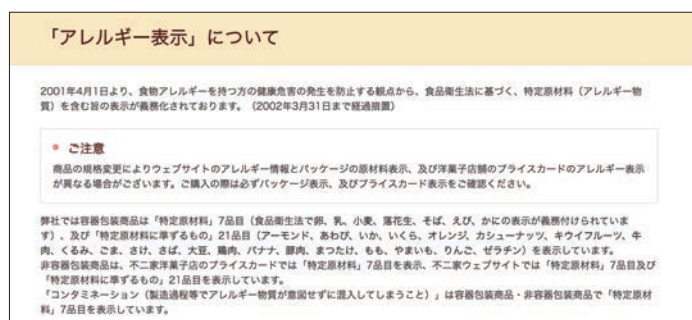 「アレルギー表示」について
2001年4月1日より、食物アレルギーを持つ方の健康危害の発生を防止する観点から、食品衛生法に基づく、特定原材料（アレルギー物
質）を含む旨の表示が義務化されております。（2002年3月31日まで経過措置）
ご注意
商品の規格変更によりウェブサイトのアレルギー情報とパッケージの原材料表示、及び洋菓子店舗のプライスカードのアレルギー表示
が異なる場合がございます。ご購入の際は必ずパッケージ表示、及びプライスカード表示をご確認ください。
弊社では容器包装商品は「特定原材料」7品目（食品衛生法で卵、乳、小麦、落花生、そば、えび、かにの表示が義務付けられていま
す）、及び「特定原材料に準ずるもの」21品目（アーモンド、あわび、いか、いくら、オレンジ、カシューナッツ、キウイフルーツ、牛
肉、くるみ、ごま、さけ、さば、大豆、鶏肉、バナナ、豚肉、まつたけ、もも、やまいも、りんご、ゼラチン）を表示しています。
非容器包装商品は、不二家洋菓子店のプライスカードでは「特定原材料」7品目を表示、不二家ウェブサイトでは「特定原材料」7品目及び
「特定原材料に準ずるもの」21品目を表示しています。
「コンタミネーション（製造過程等でアレルギー物質が意図せずに混入してしまうこと）」は容器包装商品・非容器包装商品で「特定原材
料」7品目を表示しています。